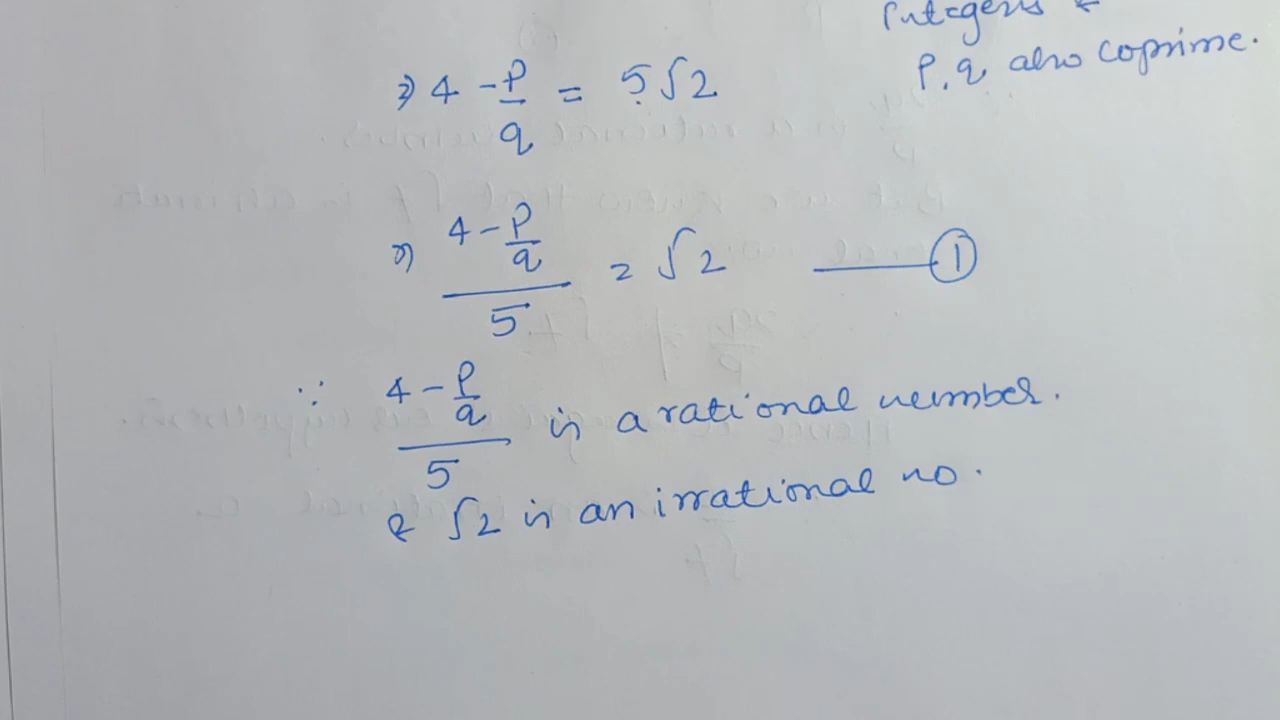 Integers &
P, q also coprime.
⇒ 4 - P/q = 5√2
⇒ (4 - P/q)/5 = √2 ——— ①
∵ (4 - P/q)/5 is a rational number.
& √2 is an irrational no.